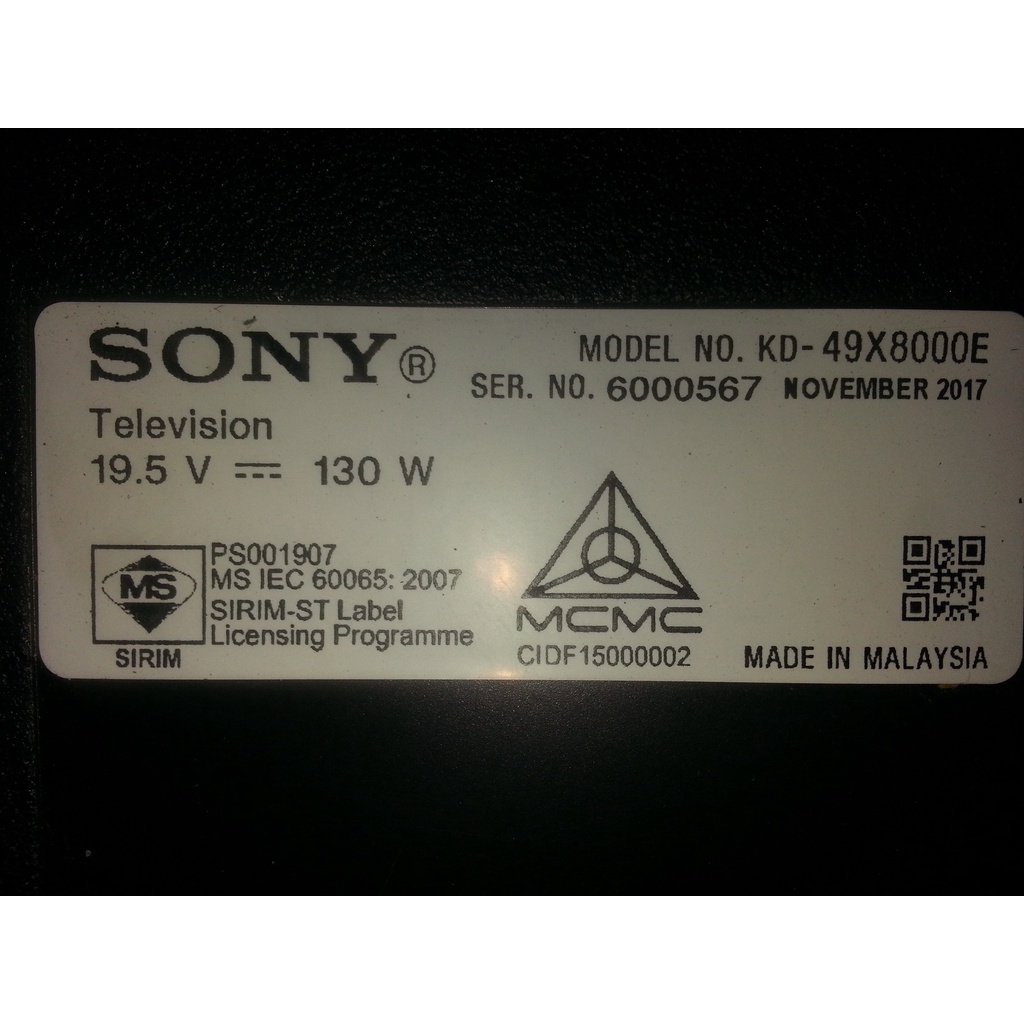 SONY®
MODEL NO. KD-49X8000E
SER. NO. 6000567 NOVEMBER 2017
Television
19.5 V ⎓ 130 W
MS
SIRIM
PS001907
MS IEC 60065: 2007
SIRIM-ST Label
Licensing Programme
MCMC
CIDF15000002
MADE IN MALAYSIA